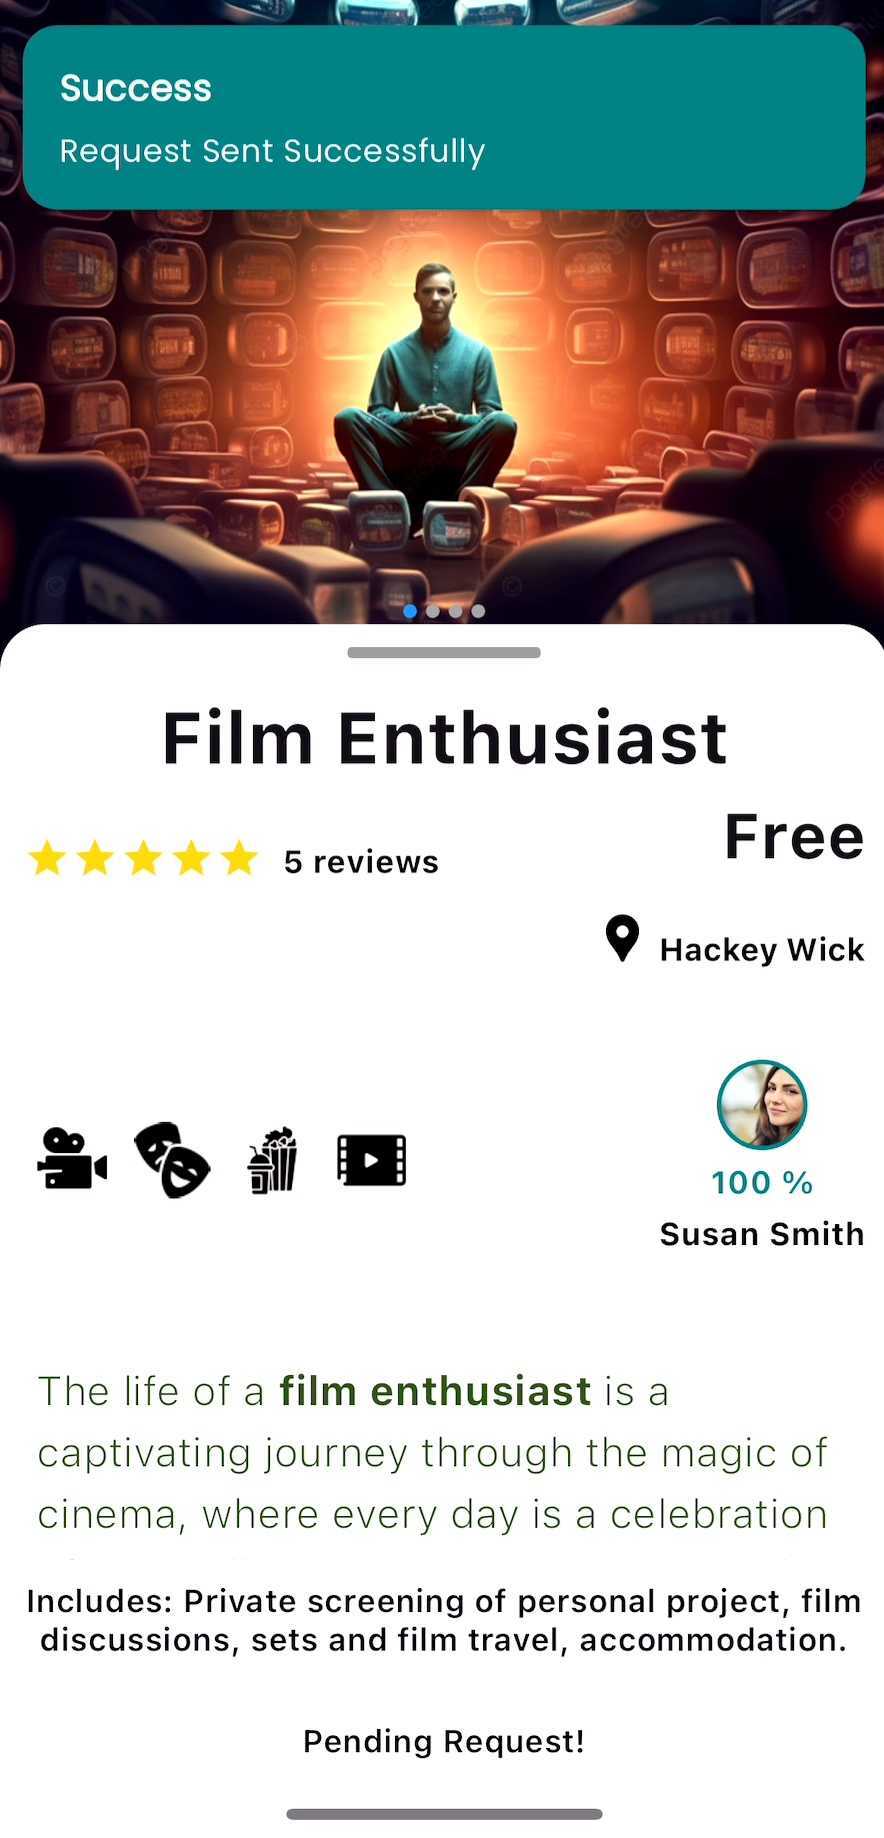 Success
Request Sent Successfully
Film Enthusiast
Free
5 reviews
Hackey Wick
100 %
Susan Smith
The life of a film enthusiast is a
captivating journey through the magic of
cinema, where every day is a celebration
Includes: Private screening of personal project, film
discussions, sets and film travel, accommodation.
Pending Request!